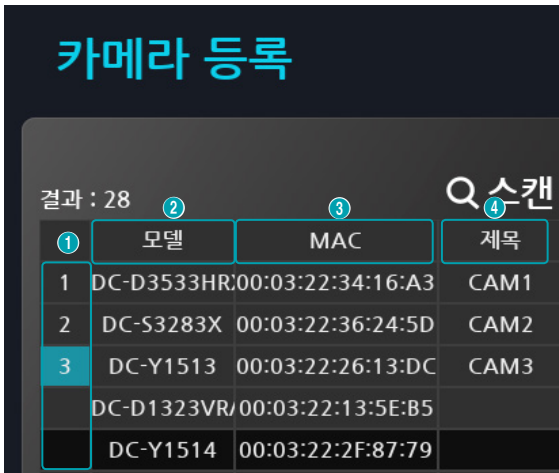 카메라 등록
결과 : 28
스캔
1 2 3 4
모델 MAC 제목
1 DC-D3533HR 00:03:22:34:16:A3 CAM1
2 DC-S3283X 00:03:22:36:24:5D CAM2
3 DC-Y1513 00:03:22:26:13:DC CAM3
DC-D1323VR 00:03:22:13:5E:B5
DC-Y1514 00:03:22:2F:87:79